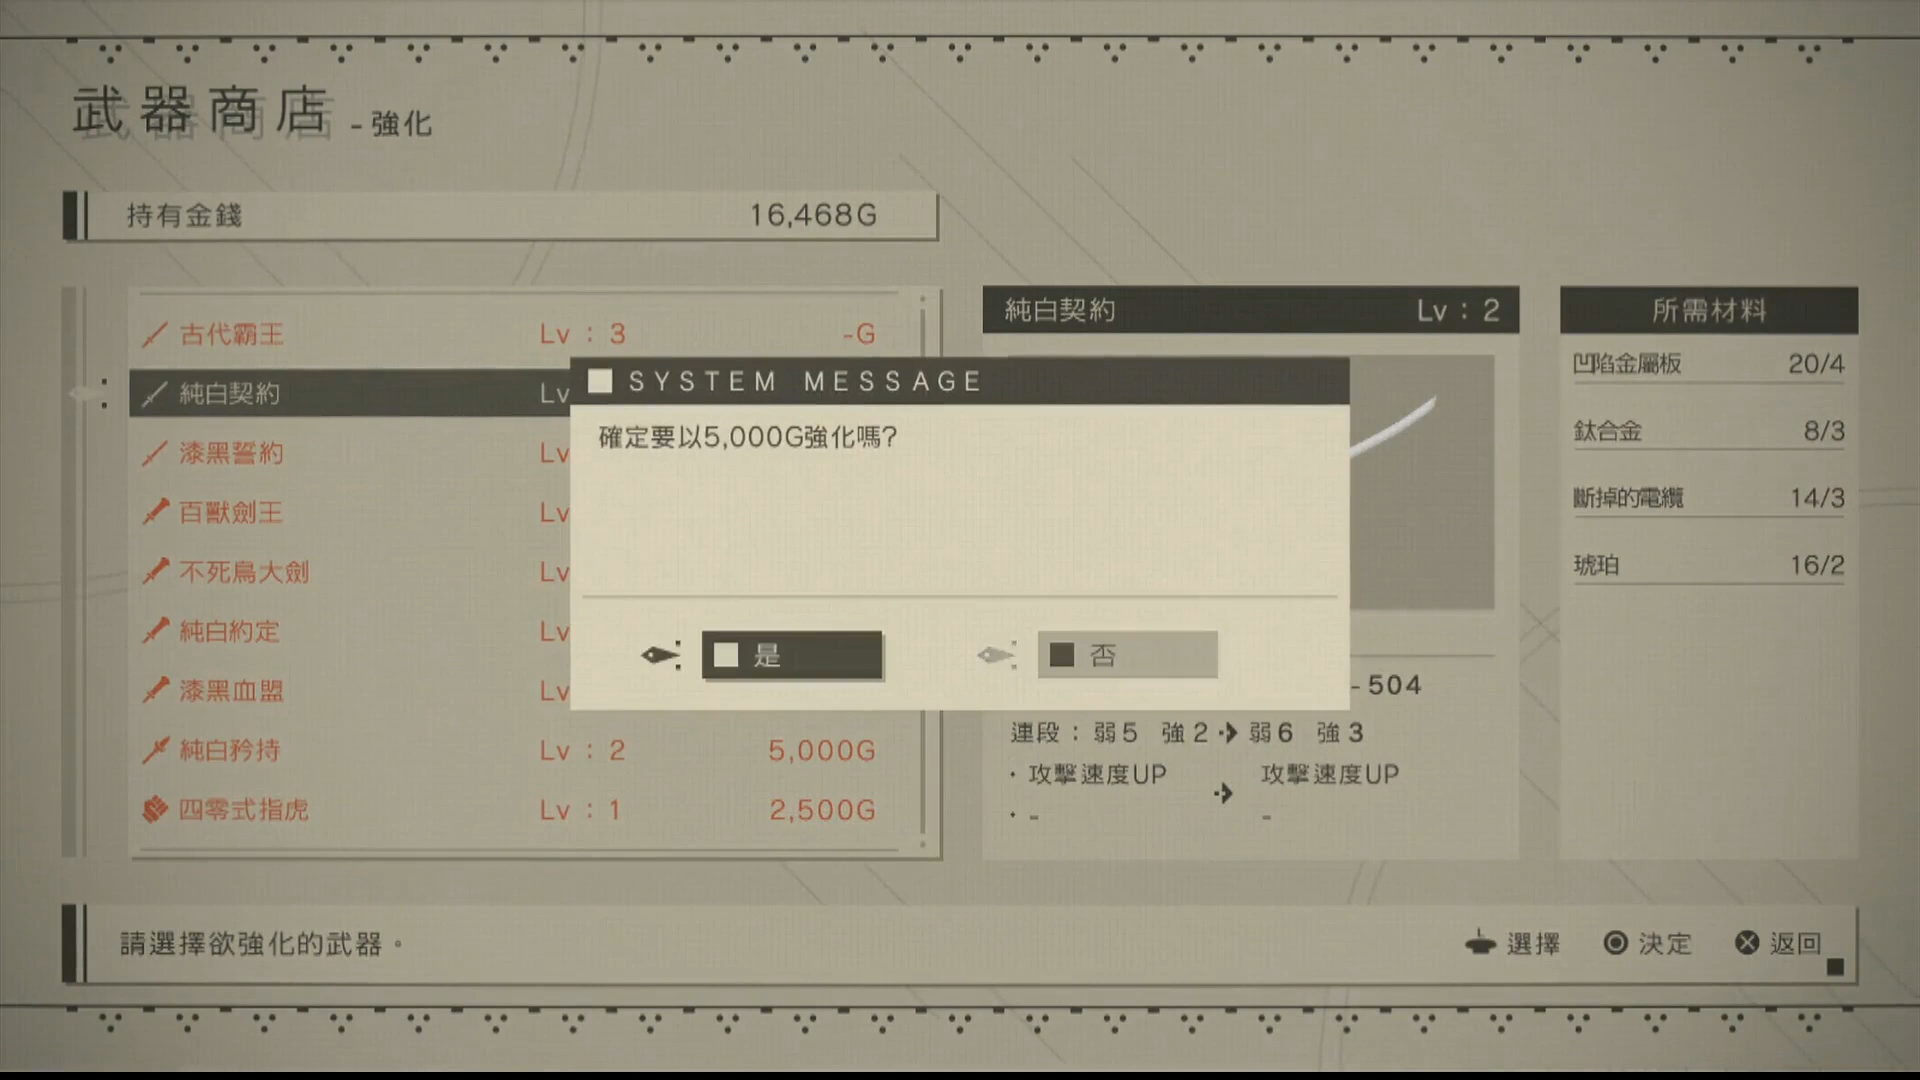 武器商店 -強化
持有金錢 16,468G
古代霸王 Lv : 3 -G
純白契約 Lv
漆黑誓約 Lv
百獸劍王 Lv
不死鳥大劍 Lv
純白約定 Lv
漆黑血盟 Lv
純白矜持 Lv : 2 5,000G
四零式指虎 Lv : 1 2,500G
SYSTEM MESSAGE
確定要以5,000G強化嗎?
是 否
純白契約 Lv : 2
-504
連段 : 弱5 強2 弱6 強3
・攻擊速度UP 攻擊速度UP
・- -
所需材料
凹陷金屬板 20/4
鈦合金 8/3
斷掉的電纜 14/3
琥珀 16/2
請選擇欲強化的武器。
選擇 決定 返回